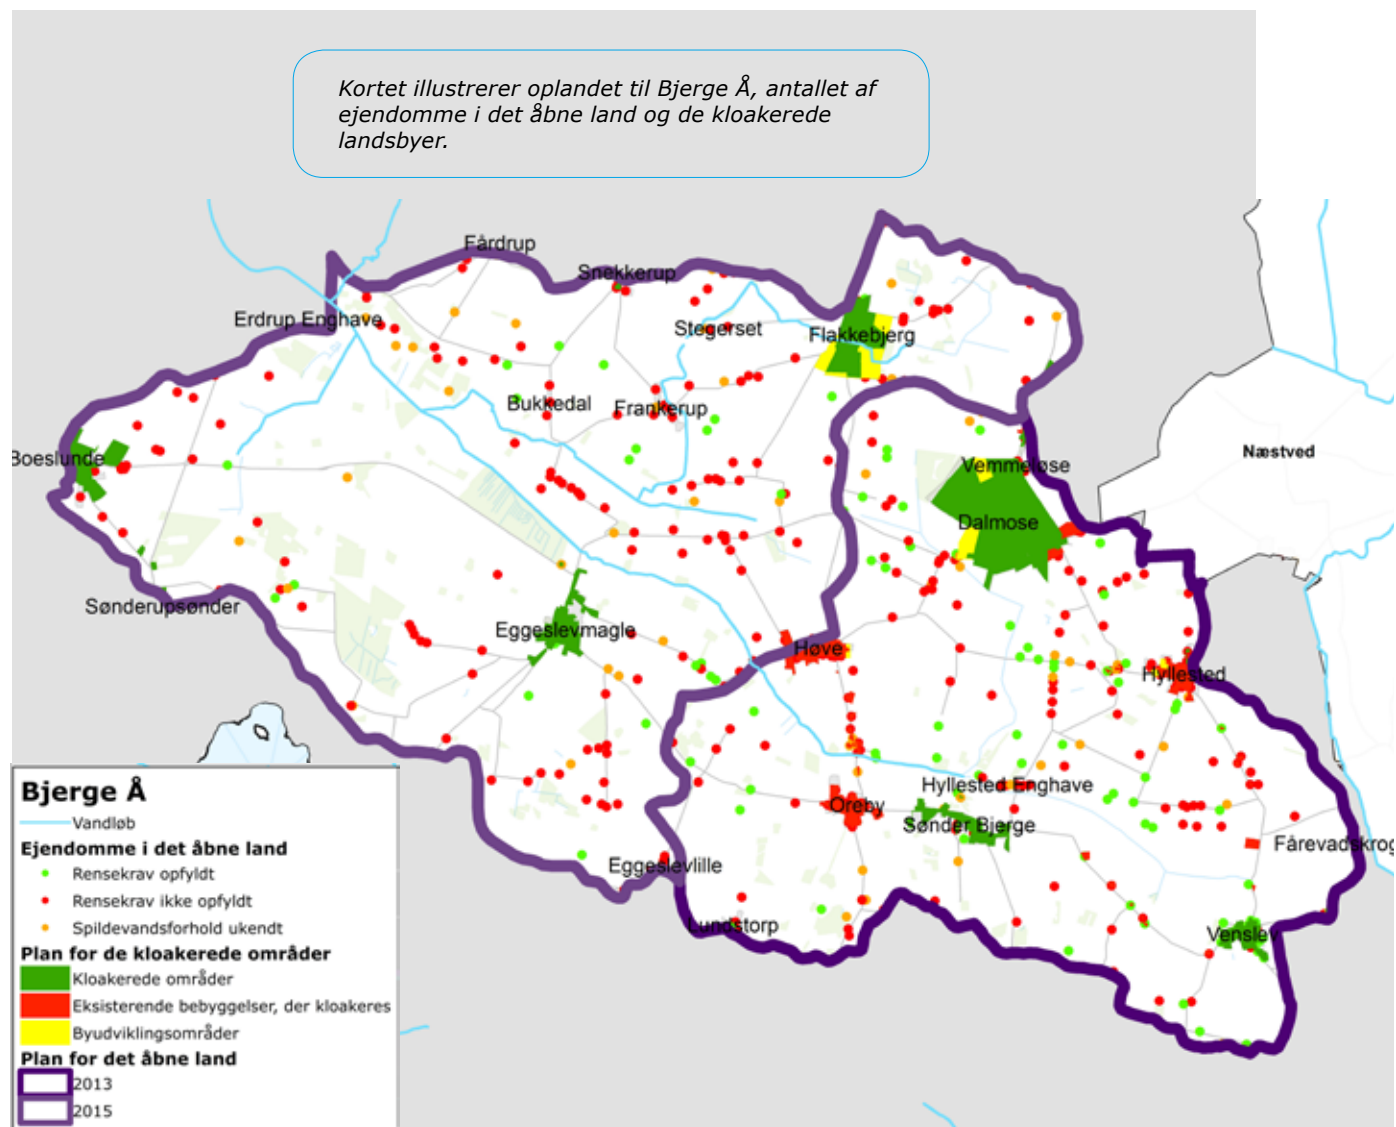 Kortet illustrerer oplandet til Bjerge Å, antallet af
ejendomme i det åbne land og de kloakerede
landsbyer.
Fårdrup
Snekkerup
Erdrup Enghave
Stegerset
Flakkebjerg
Bukkedal
Frankerup
Boeslunde
Vemmeløse
Næstved
Dalmose
Sønderupsønder
Eggeslevmagle
Høve
Hyllested
Hyllested Enghave
Oreby
Sønder Bjerge
Fårevadskrog
Eggeslevlille
Lundstorp
Venslev
Bjerge Å
Vandløb
Ejendomme i det åbne land
Rensekrav opfyldt
Rensekrav ikke opfyldt
Spildevandsforhold ukendt
Plan for de kloakerede områder
Kloakerede områder
Eksisterende bebyggelser, der kloakeres
Byudviklingsområder
Plan for det åbne land
2013
2015